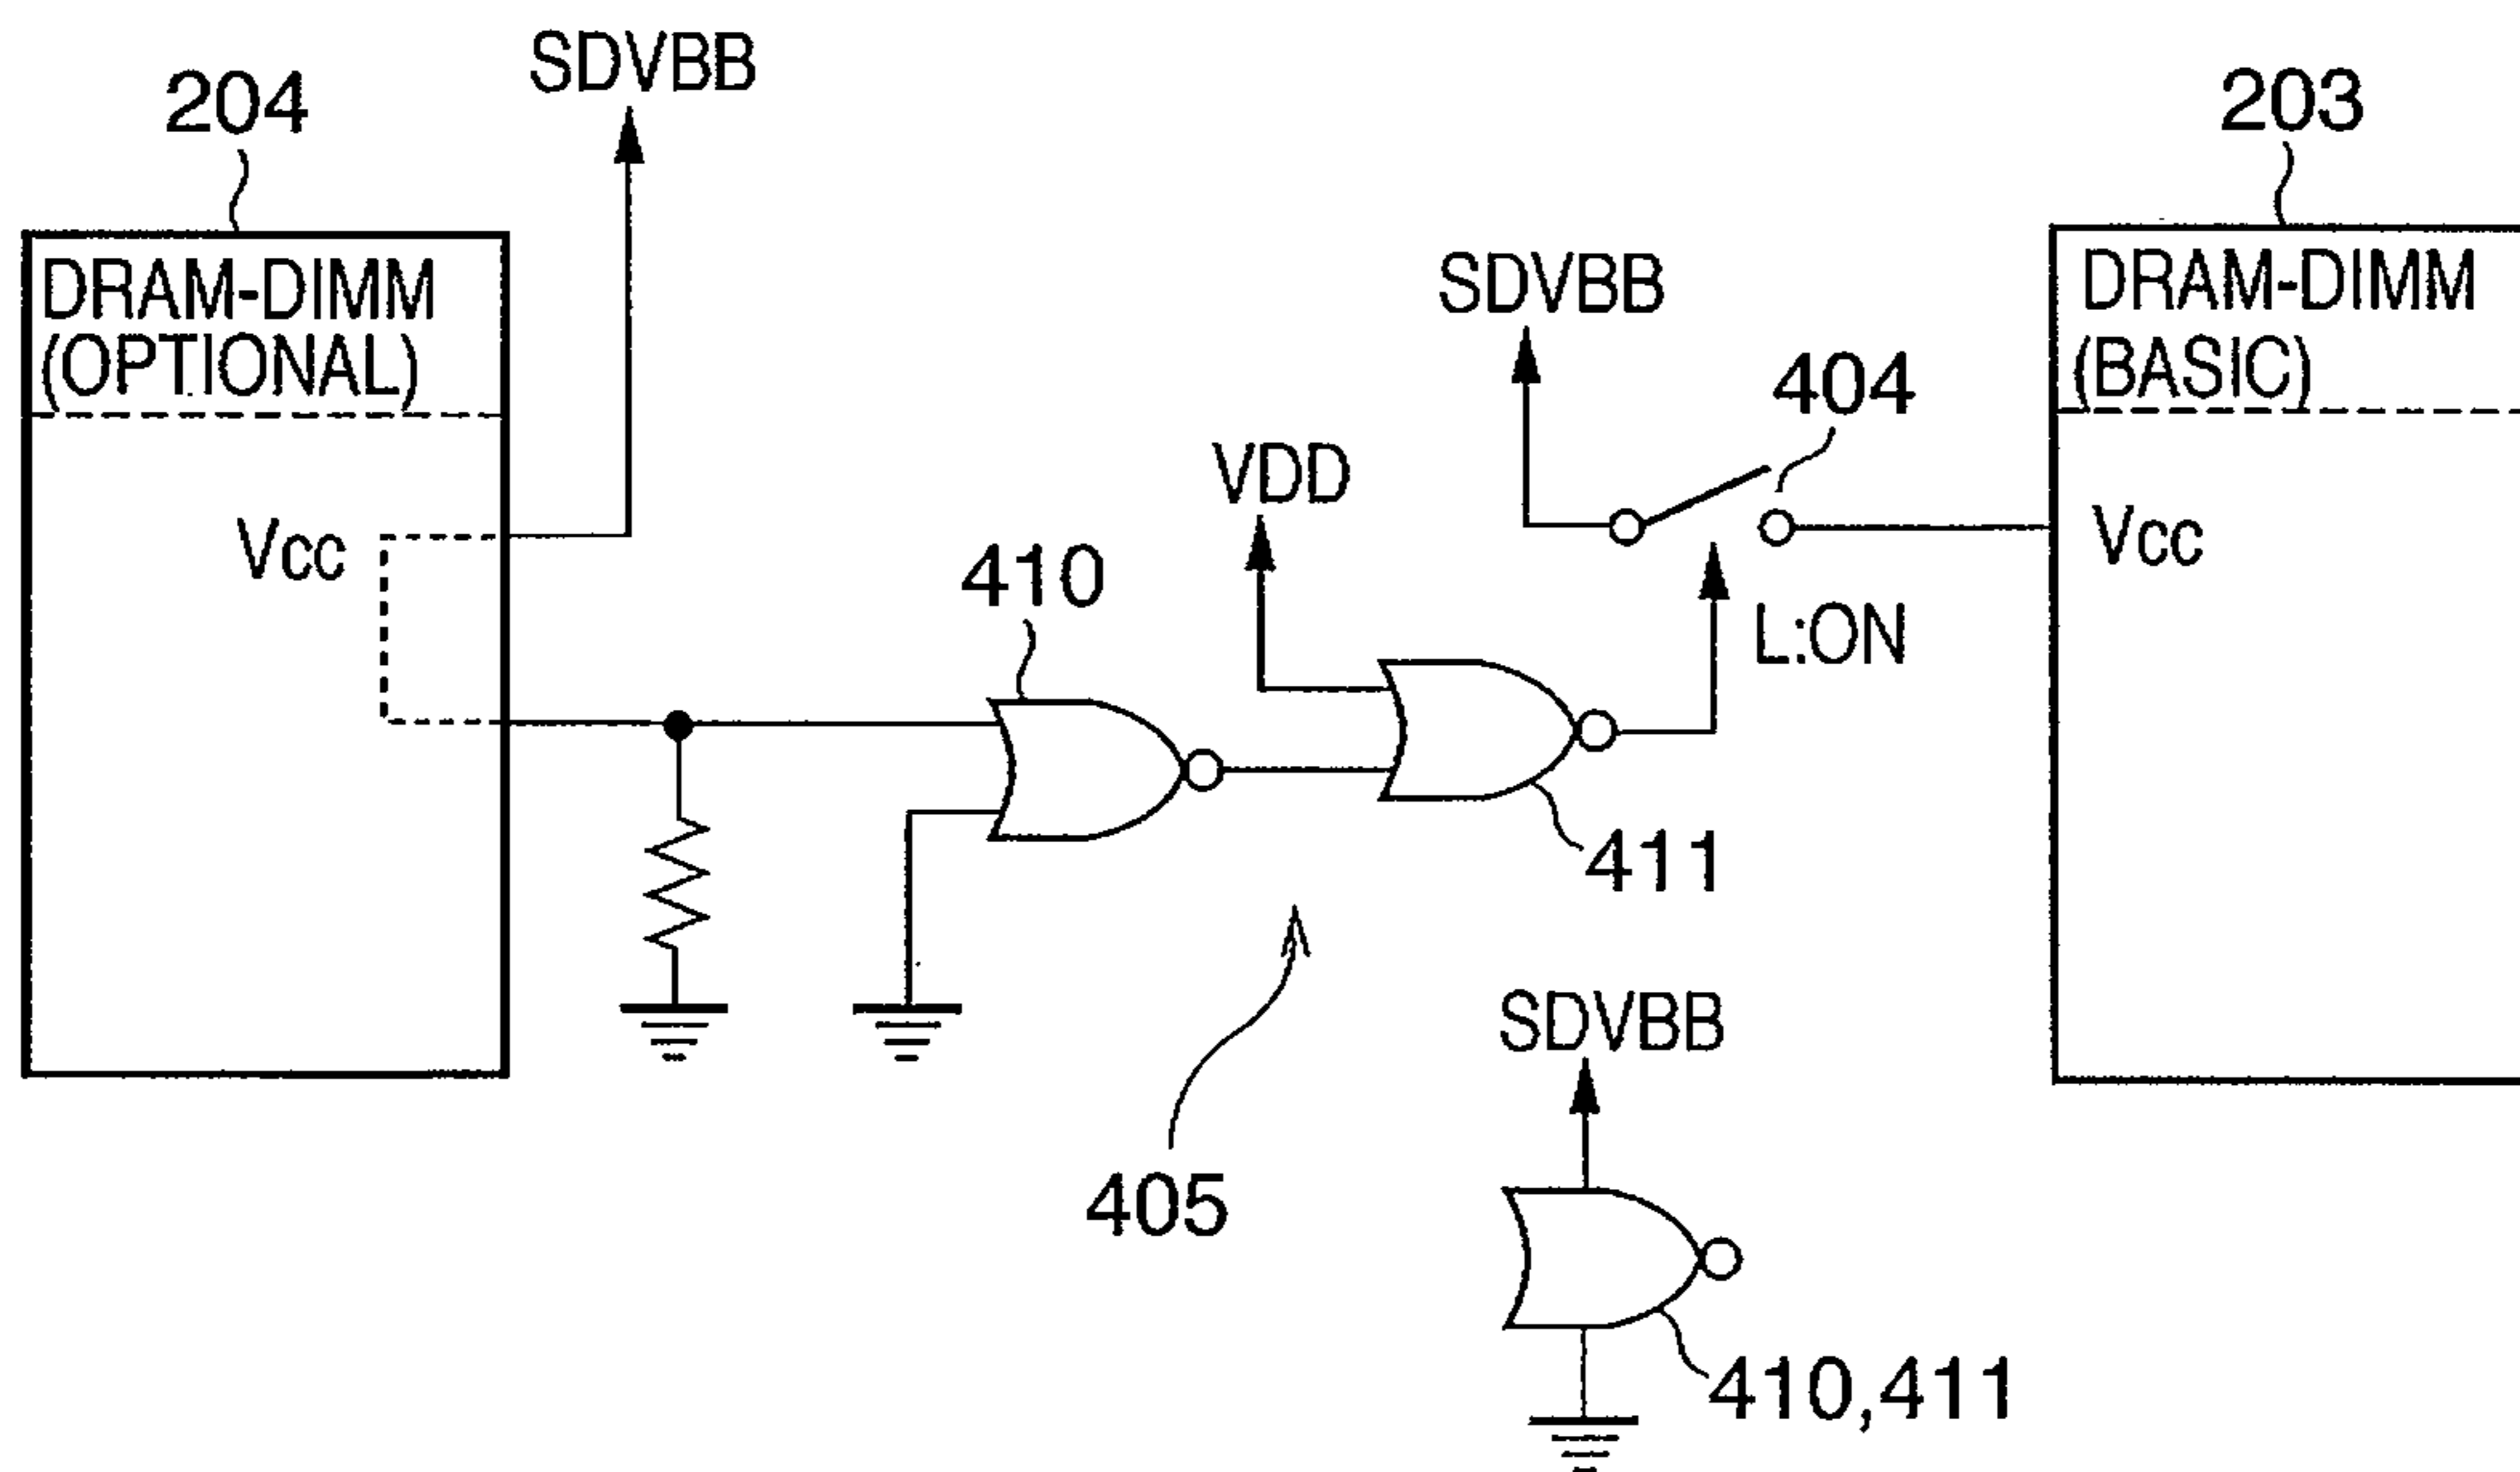 204
SDVBB
203
DRAM-DIMM
(OPTIONAL)
SDVBB
DRAM-DIMM
(BASIC)
404
VDD
Vcc
410
Vcc
L:ON
411
SDVBB
405
410,411